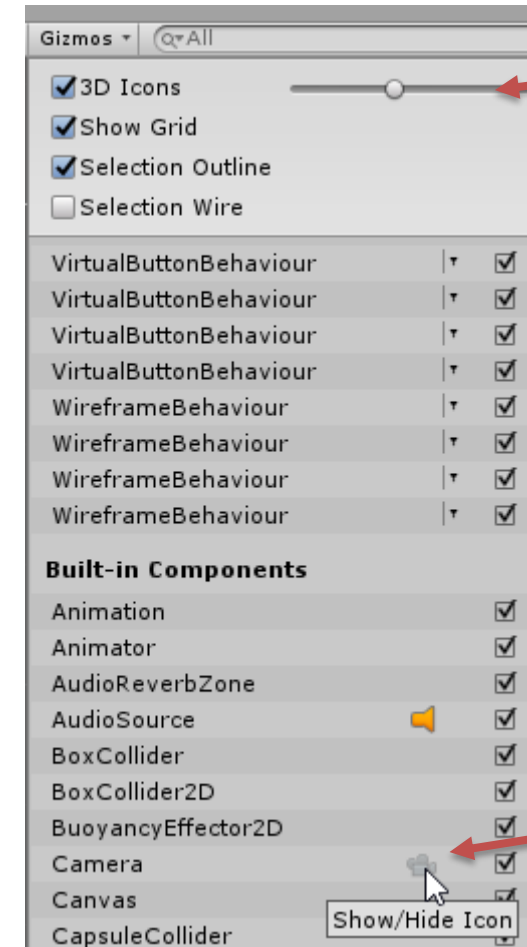 Gizmos All
3D Icons
Show Grid
Selection Outline
Selection Wire
VirtualButtonBehaviour
VirtualButtonBehaviour
VirtualButtonBehaviour
VirtualButtonBehaviour
WireframeBehaviour
WireframeBehaviour
WireframeBehaviour
WireframeBehaviour
Built-in Components
Animation
Animator
AudioReverbZone
AudioSource
BoxCollider
BoxCollider2D
BuoyancyEffector2D
Camera
Canvas
Show/Hide Icon
CapsuleCollider